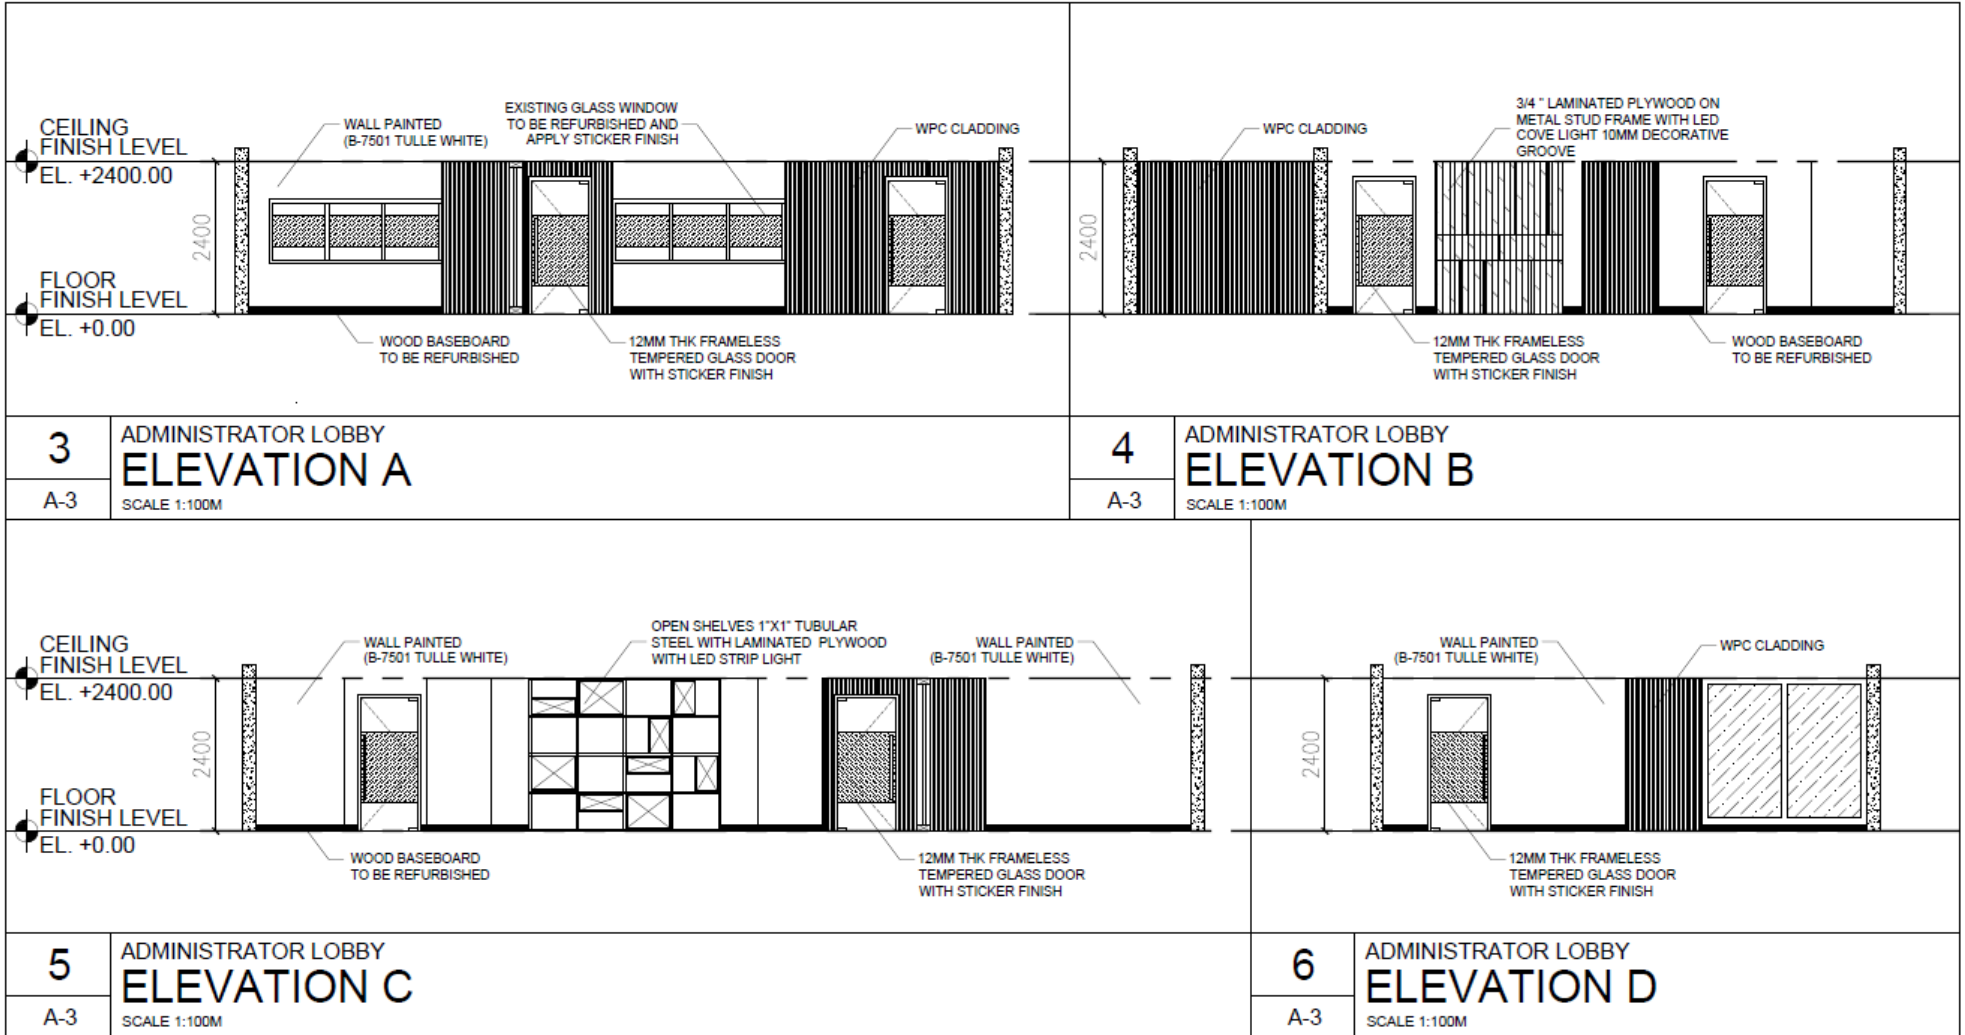 CEILING
FINISH LEVEL
EL. +2400.00
2400
FLOOR
FINISH LEVEL
EL. +0.00
WALL PAINTED
(B-7501 TULLE WHITE)
EXISTING GLASS WINDOW
TO BE REFURBISHED AND
APPLY STICKER FINISH
WPC CLADDING
WOOD BASEBOARD
TO BE REFURBISHED
12MM THK FRAMELESS
TEMPERED GLASS DOOR
WITH STICKER FINISH
3
A-3
ADMINISTRATOR LOBBY
ELEVATION A
SCALE 1:100M
2400
WPC CLADDING
3/4 " LAMINATED PLYWOOD ON
METAL STUD FRAME WITH LED
COVE LIGHT 10MM DECORATIVE
GROOVE
12MM THK FRAMELESS
TEMPERED GLASS DOOR
WITH STICKER FINISH
WOOD BASEBOARD
TO BE REFURBISHED
4
A-3
ADMINISTRATOR LOBBY
ELEVATION B
SCALE 1:100M
CEILING
FINISH LEVEL
EL. +2400.00
2400
FLOOR
FINISH LEVEL
EL. +0.00
WALL PAINTED
(B-7501 TULLE WHITE)
OPEN SHELVES 1"X1" TUBULAR
STEEL WITH LAMINATED PLYWOOD
WITH LED STRIP LIGHT
WALL PAINTED
(B-7501 TULLE WHITE)
WOOD BASEBOARD
TO BE REFURBISHED
12MM THK FRAMELESS
TEMPERED GLASS DOOR
WITH STICKER FINISH
5
A-3
ADMINISTRATOR LOBBY
ELEVATION C
SCALE 1:100M
2400
WALL PAINTED
(B-7501 TULLE WHITE)
WPC CLADDING
12MM THK FRAMELESS
TEMPERED GLASS DOOR
WITH STICKER FINISH
6
A-3
ADMINISTRATOR LOBBY
ELEVATION D
SCALE 1:100M